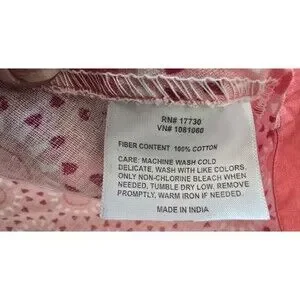 RN# 17730
VN# 1081060
FIBER CONTENT 100% COTTON
CARE: MACHINE WASH COLD
DELICATE, WASH WITH LIKE COLORS,
ONLY NON-CHLORINE BLEACH WHEN
NEEDED, TUMBLE DRY LOW, REMOVE
PROMPTLY, WARM IRON IF NEEDED.
MADE IN INDIA